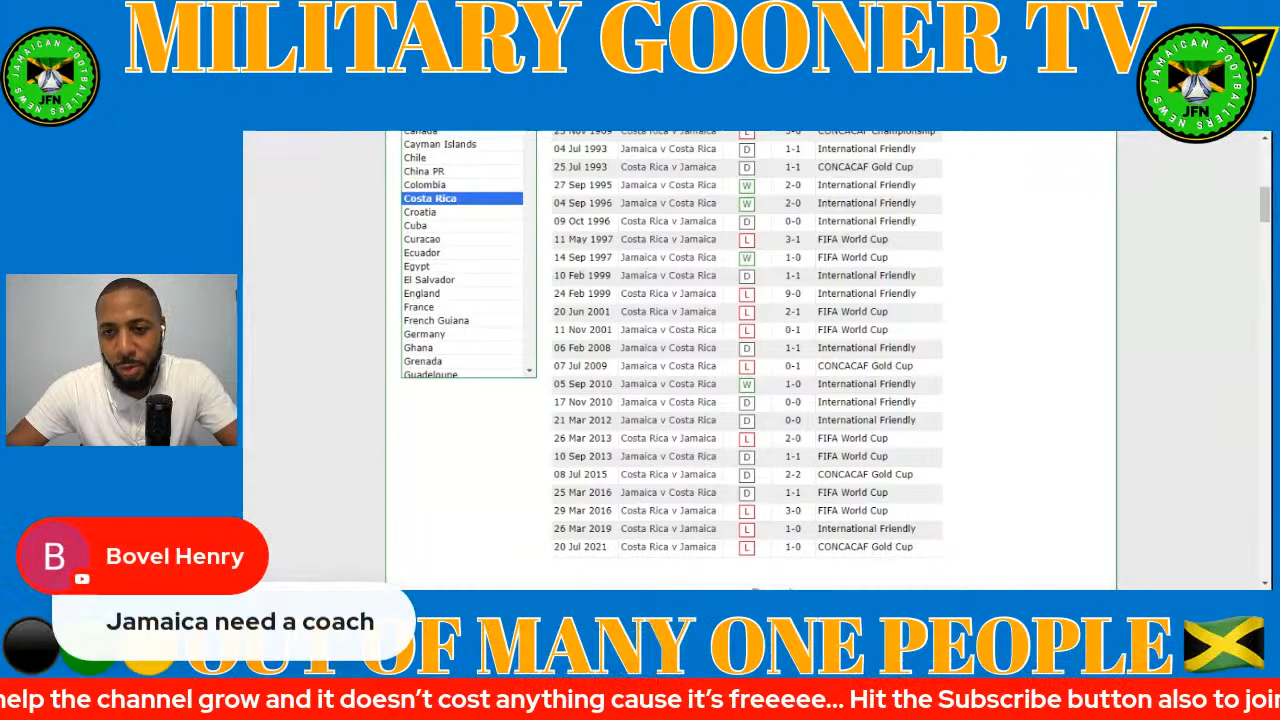 MILITARY GOONER TV
JAMAICAN FOOTBALLERS NEWS
JFN
JAMAICAN FOOTBALLERS NEWS
JFN
Canada
Cayman Islands
Chile
China PR
Colombia
Costa Rica
Croatia
Cuba
Curacao
Ecuador
Egypt
El Salvador
England
France
French Guiana
Germany
Ghana
Grenada
Guadeloupe
Jamaica v Costa Rica L CONCACAF Championship
04 Jul 1993 Jamaica v Costa Rica D 1-1 International Friendly
25 Jul 1993 Costa Rica v Jamaica D 1-1 CONCACAF Gold Cup
27 Sep 1995 Jamaica v Costa Rica W 2-0 International Friendly
04 Sep 1996 Jamaica v Costa Rica W 2-0 International Friendly
09 Oct 1996 Costa Rica v Jamaica D 0-0 International Friendly
11 May 1997 Costa Rica v Jamaica L 3-1 FIFA World Cup
14 Sep 1997 Jamaica v Costa Rica W 1-0 FIFA World Cup
10 Feb 1999 Jamaica v Costa Rica D 1-1 International Friendly
24 Feb 1999 Costa Rica v Jamaica L 9-0 International Friendly
20 Jun 2001 Costa Rica v Jamaica L 2-1 FIFA World Cup
11 Nov 2001 Jamaica v Costa Rica L 0-1 FIFA World Cup
06 Feb 2008 Jamaica v Costa Rica D 1-1 International Friendly
07 Jul 2009 Jamaica v Costa Rica L 0-1 CONCACAF Gold Cup
05 Sep 2010 Jamaica v Costa Rica W 1-0 International Friendly
17 Nov 2010 Jamaica v Costa Rica D 0-0 International Friendly
21 Mar 2012 Jamaica v Costa Rica D 0-0 International Friendly
26 Mar 2013 Costa Rica v Jamaica L 2-0 FIFA World Cup
10 Sep 2013 Jamaica v Costa Rica D 1-1 FIFA World Cup
08 Jul 2015 Costa Rica v Jamaica D 2-2 CONCACAF Gold Cup
25 Mar 2016 Jamaica v Costa Rica D 1-1 FIFA World Cup
29 Mar 2016 Costa Rica v Jamaica L 3-0 FIFA World Cup
26 Mar 2019 Costa Rica v Jamaica L 1-0 International Friendly
20 Jul 2021 Costa Rica v Jamaica L 1-0 CONCACAF Gold Cup
B Bovel Henry
Jamaica need a coach
OUT OF MANY ONE PEOPLE
help the channel grow and it doesn't cost anything cause it's freeeee... Hit the Subscribe button also to join